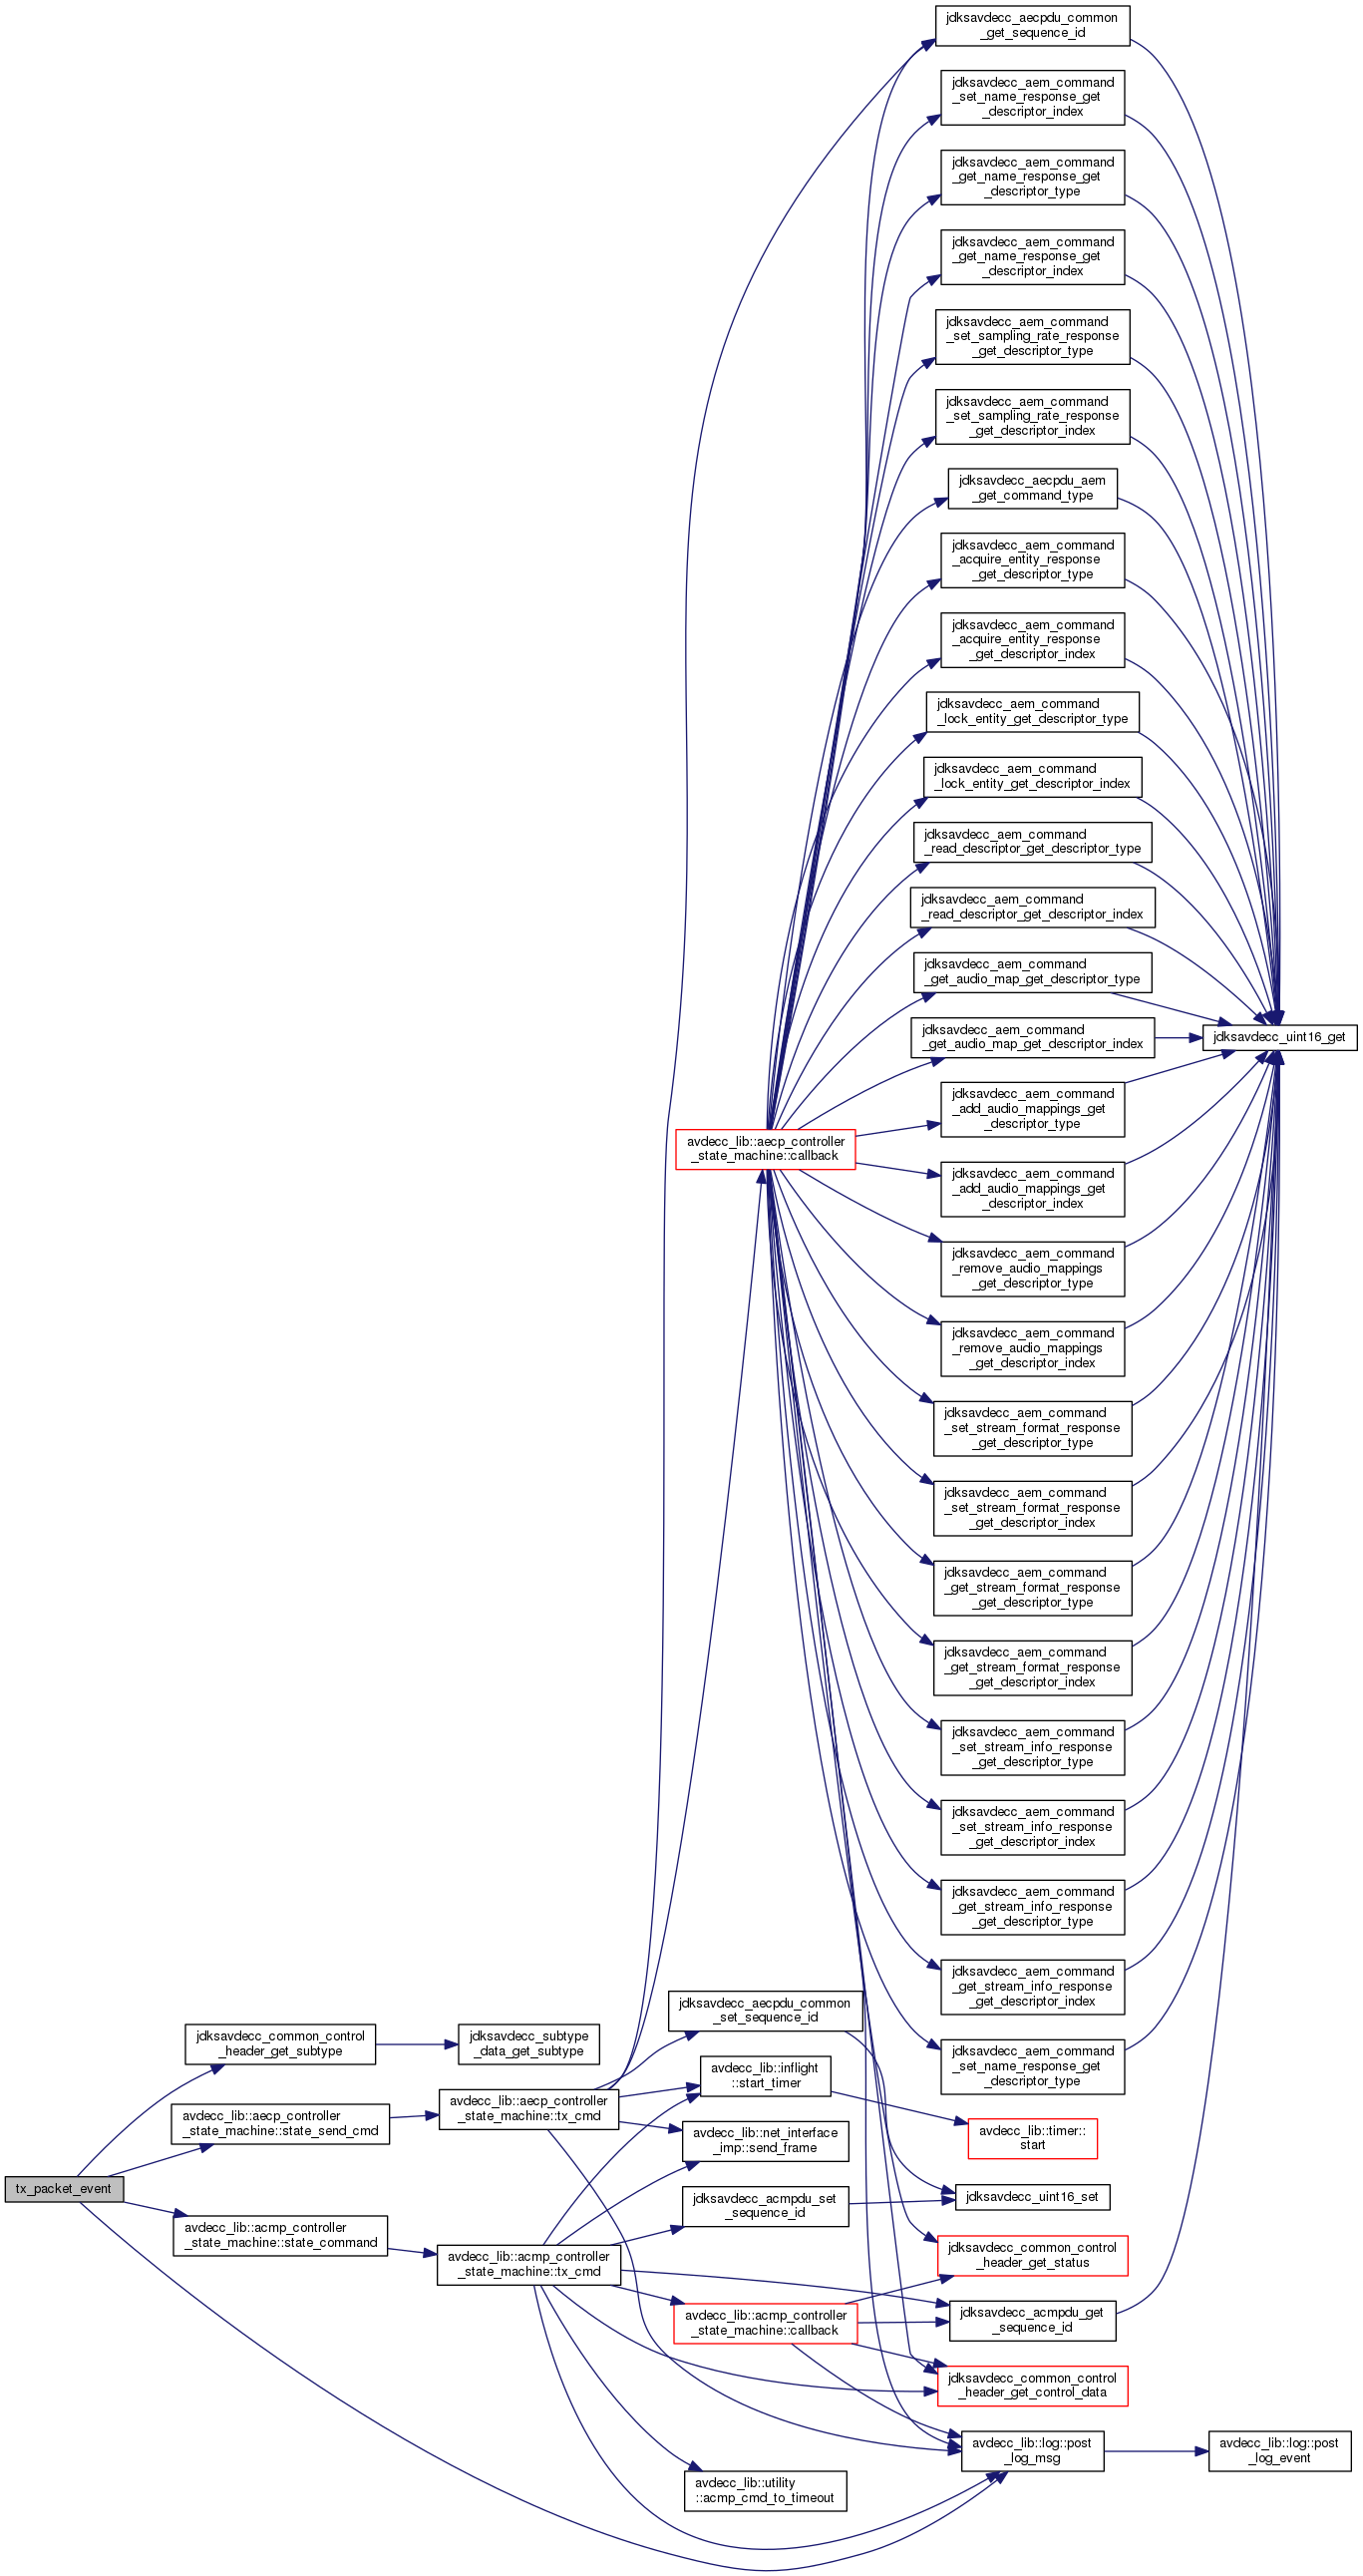 jdksavdecc_aecpdu_common
_get_sequence_id
jdksavdecc_aem_command
_set_name_response_get
_descriptor_index
jdksavdecc_aem_command
_get_name_response_get
_descriptor_type
jdksavdecc_aem_command
_get_name_response_get
_descriptor_index
jdksavdecc_aem_command
_set_sampling_rate_response
_get_descriptor_type
jdksavdecc_aem_command
_set_sampling_rate_response
_get_descriptor_index
jdksavdecc_aecpdu_aem
_get_command_type
jdksavdecc_aem_command
_acquire_entity_response
_get_descriptor_type
jdksavdecc_aem_command
_acquire_entity_response
_get_descriptor_index
jdksavdecc_aem_command
_lock_entity_get_descriptor_type
jdksavdecc_aem_command
_lock_entity_get_descriptor_index
jdksavdecc_aem_command
_read_descriptor_get_descriptor_type
jdksavdecc_aem_command
_read_descriptor_get_descriptor_index
jdksavdecc_aem_command
_get_audio_map_get_descriptor_type
jdksavdecc_aem_command
_get_audio_map_get_descriptor_index
jdksavdecc_uint16_get
jdksavdecc_aem_command
_add_audio_mappings_get
_descriptor_type
avdecc_lib::aecp_controller
_state_machine::callback
jdksavdecc_aem_command
_add_audio_mappings_get
_descriptor_index
jdksavdecc_aem_command
_remove_audio_mappings
_get_descriptor_type
jdksavdecc_aem_command
_remove_audio_mappings
_get_descriptor_index
jdksavdecc_aem_command
_set_stream_format_response
_get_descriptor_type
jdksavdecc_aem_command
_set_stream_format_response
_get_descriptor_index
jdksavdecc_aem_command
_get_stream_format_response
_get_descriptor_type
jdksavdecc_aem_command
_get_stream_format_response
_get_descriptor_index
jdksavdecc_aem_command
_set_stream_info_response
_get_descriptor_type
jdksavdecc_aem_command
_set_stream_info_response
_get_descriptor_index
jdksavdecc_aem_command
_get_stream_info_response
_get_descriptor_type
jdksavdecc_aem_command
_get_stream_info_response
_get_descriptor_index
jdksavdecc_aecpdu_common
_set_sequence_id
jdksavdecc_common_control
_header_get_subtype
jdksavdecc_subtype
_data_get_subtype
jdksavdecc_aem_command
_set_name_response_get
_descriptor_type
avdecc_lib::inflight
::start_timer
avdecc_lib::aecp_controller
_state_machine::state_send_cmd
avdecc_lib::aecp_controller
_state_machine::tx_cmd
avdecc_lib::net_interface
_imp::send_frame
avdecc_lib::timer::
start
tx_packet_event
jdksavdecc_acmpdu_set
_sequence_id
jdksavdecc_uint16_set
avdecc_lib::acmp_controller
_state_machine::state_command
avdecc_lib::acmp_controller
_state_machine::tx_cmd
jdksavdecc_common_control
_header_get_status
avdecc_lib::acmp_controller
_state_machine::callback
jdksavdecc_acmpdu_get
_sequence_id
jdksavdecc_common_control
_header_get_control_data
avdecc_lib::log::post
_log_msg
avdecc_lib::log::post
_log_event
avdecc_lib::utility
::acmp_cmd_to_timeout